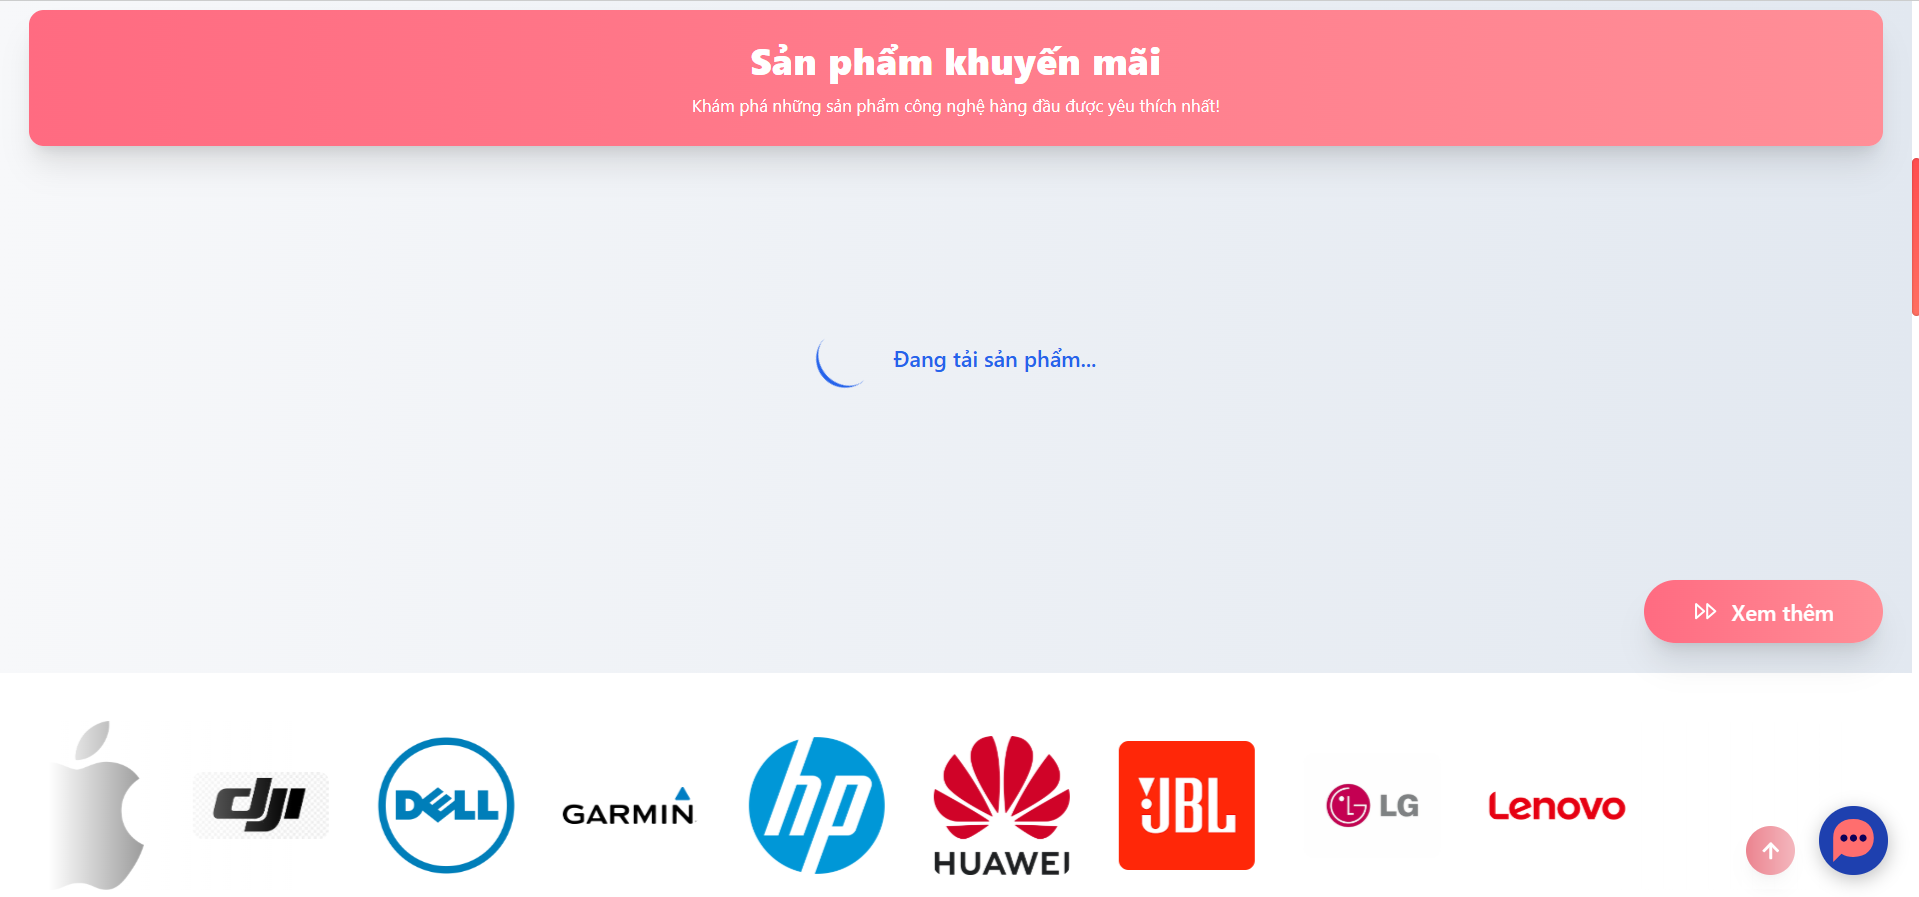 Sản phẩm khuyến mãi
Khám phá những sản phẩm công nghệ hàng đầu được yêu thích nhất!
Đang tải sản phẩm...
Xem thêm
dji
DELL
GARMIN
hp
HUAWEI
JBL
LG
Lenovo